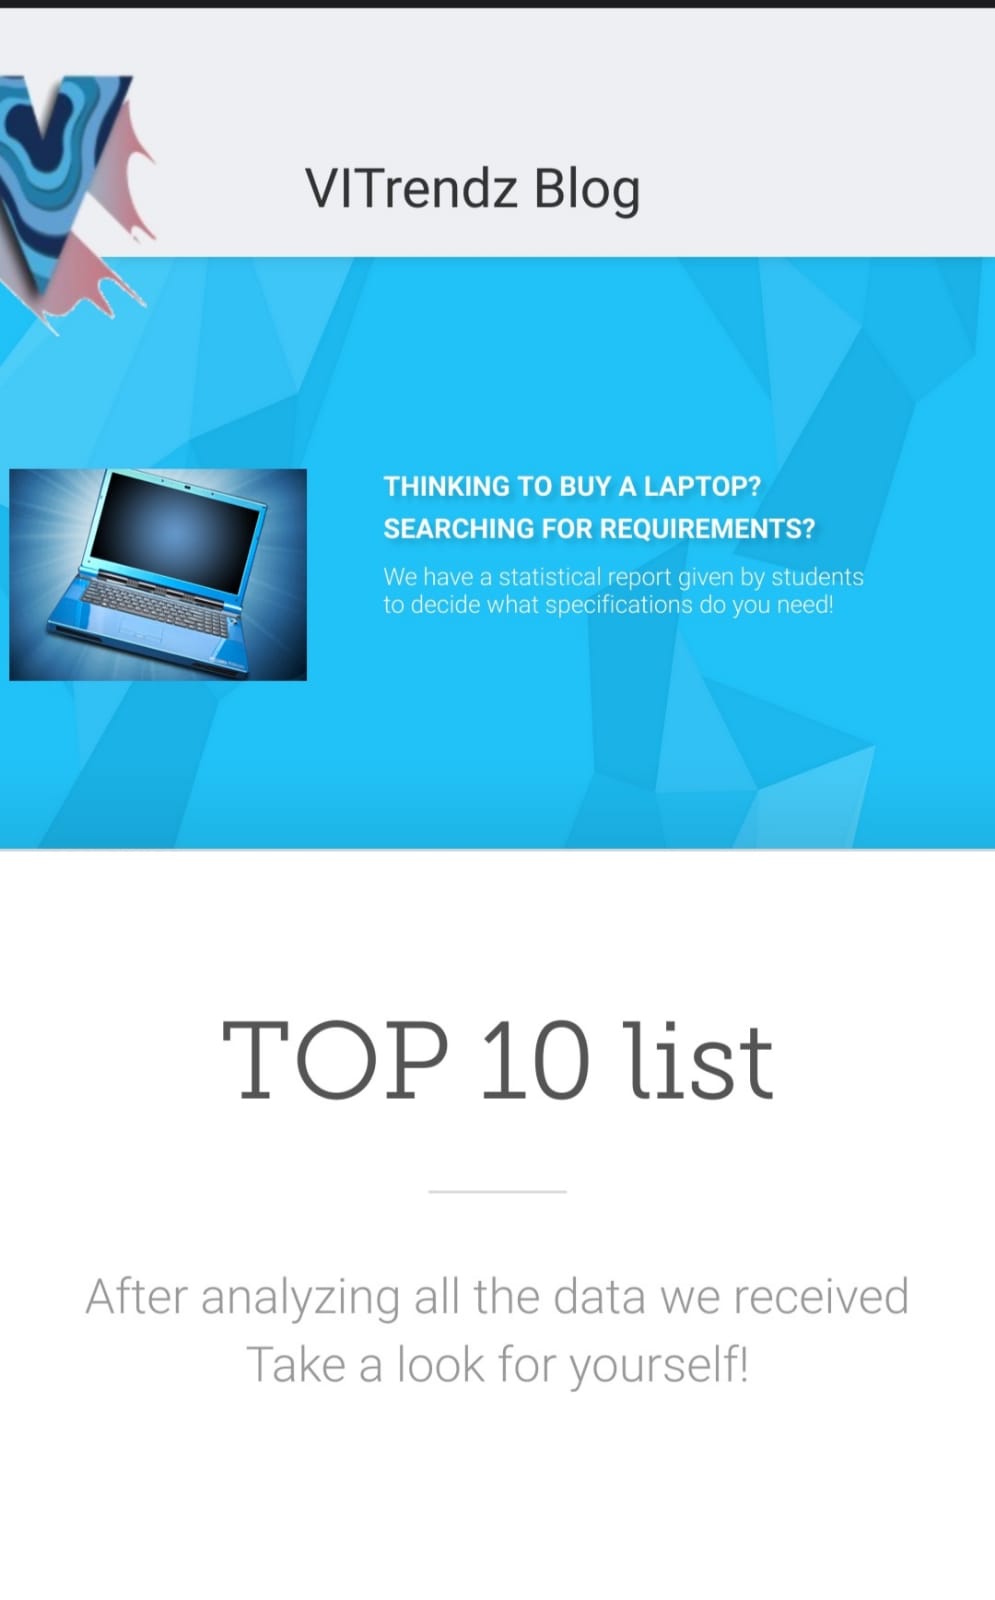 VITrendz Blog
THINKING TO BUY A LAPTOP?
SEARCHING FOR REQUIREMENTS?
We have a statistical report given by students
to decide what specifications do you need!
TOP 10 list
After analyzing all the data we received
Take a look for yourself!